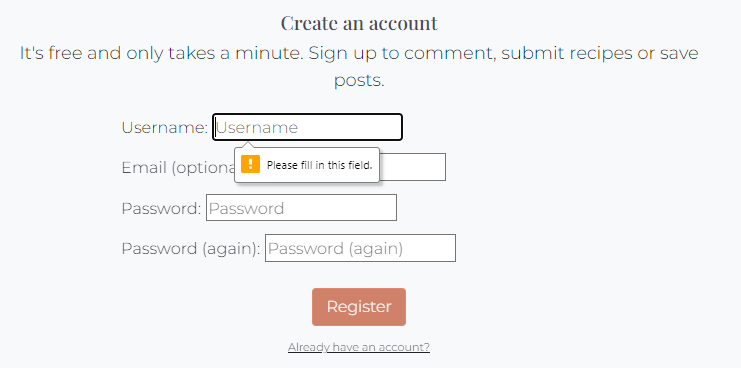 Create an account
It's free and only takes a minute. Sign up to comment, submit recipes or save
posts.
Username: Username
Please fill in this field.
Email (optiona
Password: Password
Password (again): Password (again)
Register
Already have an account?